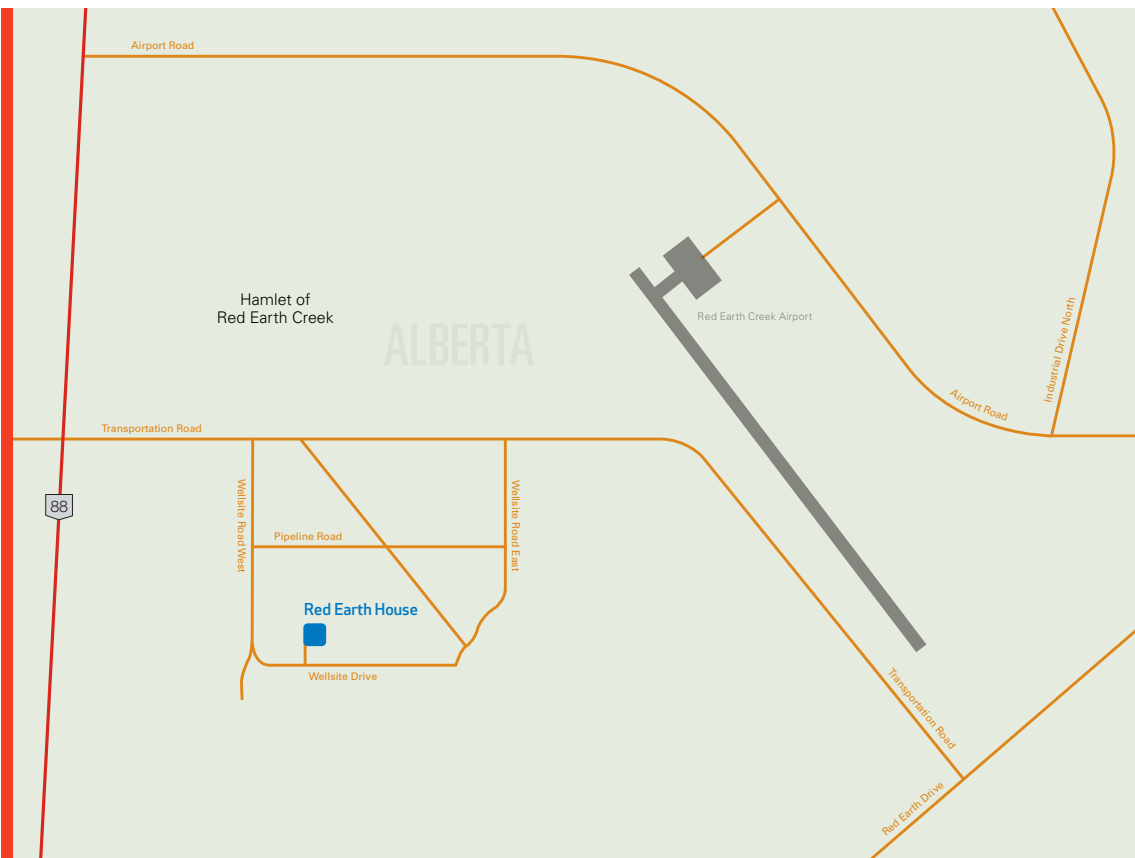 Airport Road
Hamlet of
Red Earth Creek
ALBERTA
Red Earth Creek Airport
Industrial Drive North
Airport Road
Transportation Road
88
Wellsite Road West
Wellsite Road East
Pipeline Road
Red Earth House
Wellsite Drive
Transportation Road
Red Earth Drive